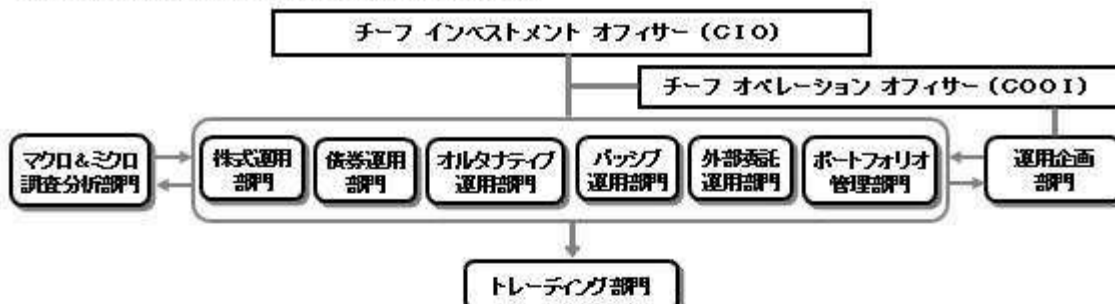 チーフ インベストメント オフィサー (CIO)
チーフ オペレーション オフィサー (COOI)
マクロ&ミクロ
調査分析部門
株式運用
部門
債券運用
部門
オルタナティブ
運用部門
パッシブ
運用部門
外部委託
運用部門
ポートフォリオ
管理部門
運用企画
部門
トレーディング部門